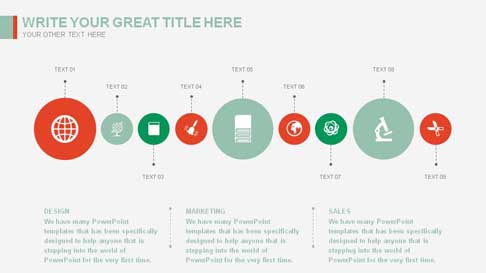 WRITE YOUR GREAT TITLE HERE
YOUR OTHER TEXT HERE
TEXT 01
TEXT 02
TEXT 03
TEXT 04
TEXT 05
TEXT 06
TEXT 07
TEXT 08
TEXT 09
DESIGN
We have many PowerPoint
templates that has been specifically
designed to help anyone that is
stepping into the world of
PowerPoint for the very first time.
MARKETING
We have many PowerPoint
templates that has been specifically
designed to help anyone that is
stepping into the world of
PowerPoint for the very first time.
SALES
We have many PowerPoint
templates that has been specifically
designed to help anyone that is
stepping into the world of
PowerPoint for the very first time.